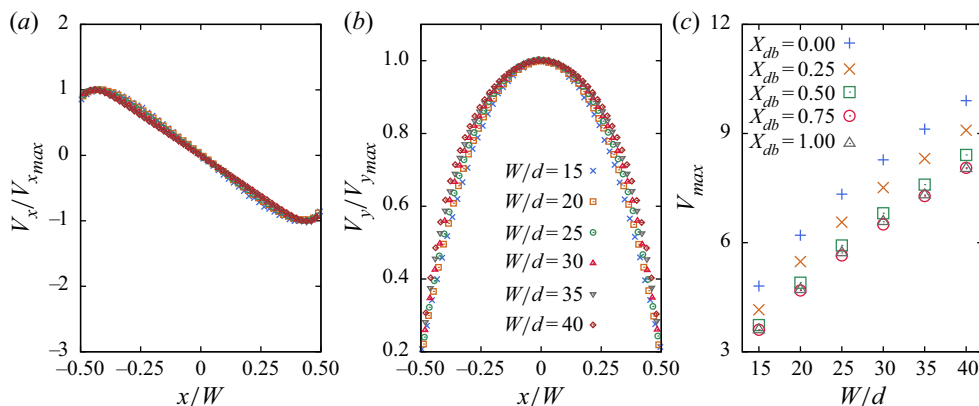 (a)
2
1
0
−1
−2
−3
V_x/V_{x_{max}}
−0.50
−0.25
0
0.25
0.50
x/W
(b)
1.0
0.8
0.6
0.4
0.2
V_y/V_{y_{max}}
W/d = 15
W/d = 20
W/d = 25
W/d = 30
W/d = 35
W/d = 40
−0.50
−0.25
0
0.25
0.50
x/W
(c)
12
9
6
3
V_{max}
X_{db} = 0.00
X_{db} = 0.25
X_{db} = 0.50
X_{db} = 0.75
X_{db} = 1.00
15 20 25 30 35 40
W/d